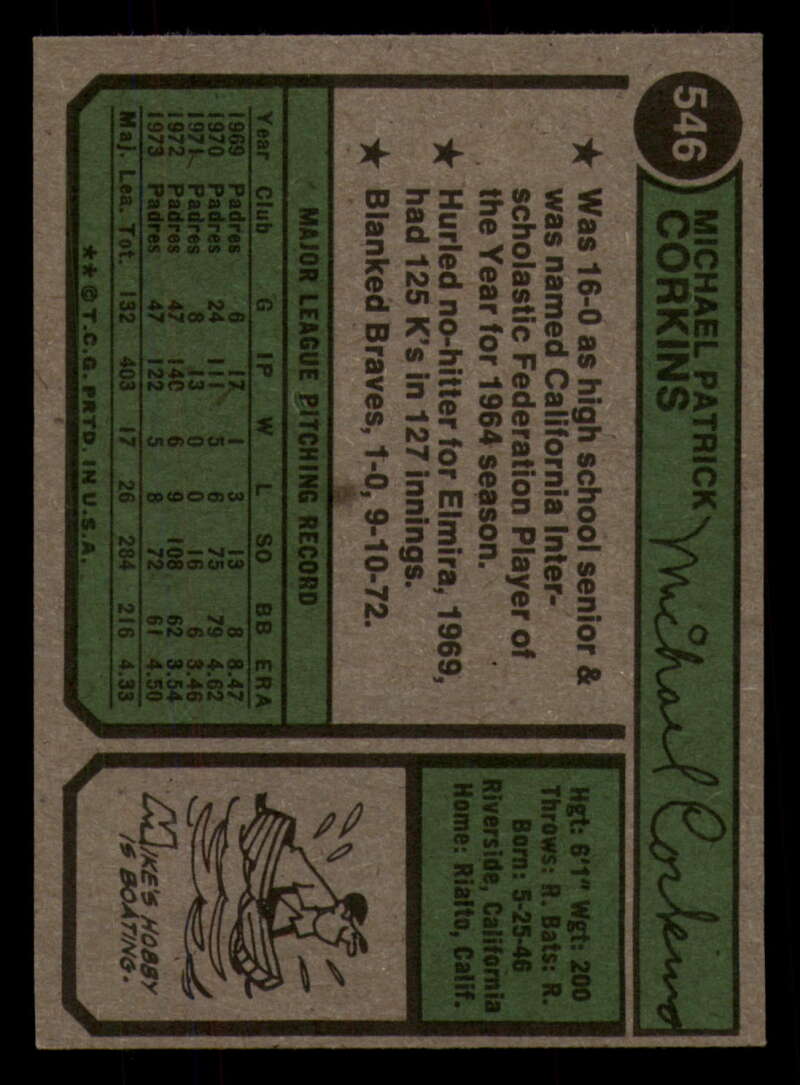 546
MICHAEL PATRICK
CORKINS
Michael Corkins
★ Was 16-0 as high school senior &
was named California Inter-
scholastic Federation Player of
the Year for 1964 season.
★ Hurled no-hitter for Elmira, 1969,
had 125 K's in 127 innings.
★ Blanked Braves, 1-0, 9-10-72.
MAJOR LEAGUE PITCHING RECORD
Year Club G IP W L SO BB ERA
1969 Padres 6 17 1 3 13 8 8.47
1970 Padres 24 111 5 6 75 79 4.62
1971 Padres 8 13 0 0 16 6 3.46
1972 Padres 47 140 6 9 108 62 3.54
1973 Padres 47 122 5 8 72 61 4.50
Maj. Lea. Tot. 132 403 17 26 284 216 4.33
**© T.C.G. PRTD. IN U.S.A.
Hgt: 6'1" Wgt: 200
Throws: R. Bats: R.
Born: 5-25-46
Riverside, California
Home: Rialto, Calif.
MIKE'S HOBBY
IS BOATING.